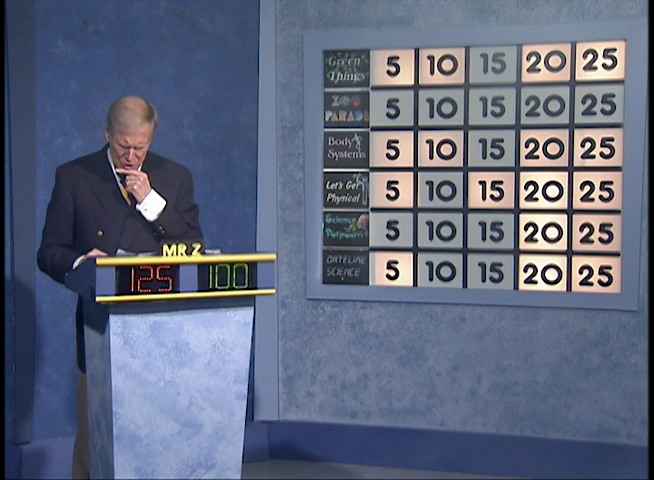 Green Things 5 10 15 20 25
ZOO PARADE 5 10 15 20 25
Body Systems 5 10 15 20 25
Let's Get Physical 5 10 15 20 25
Science Potpourri 5 10 15 20 25
DATELINE SCIENCE 5 10 15 20 25
MR Z
125 100